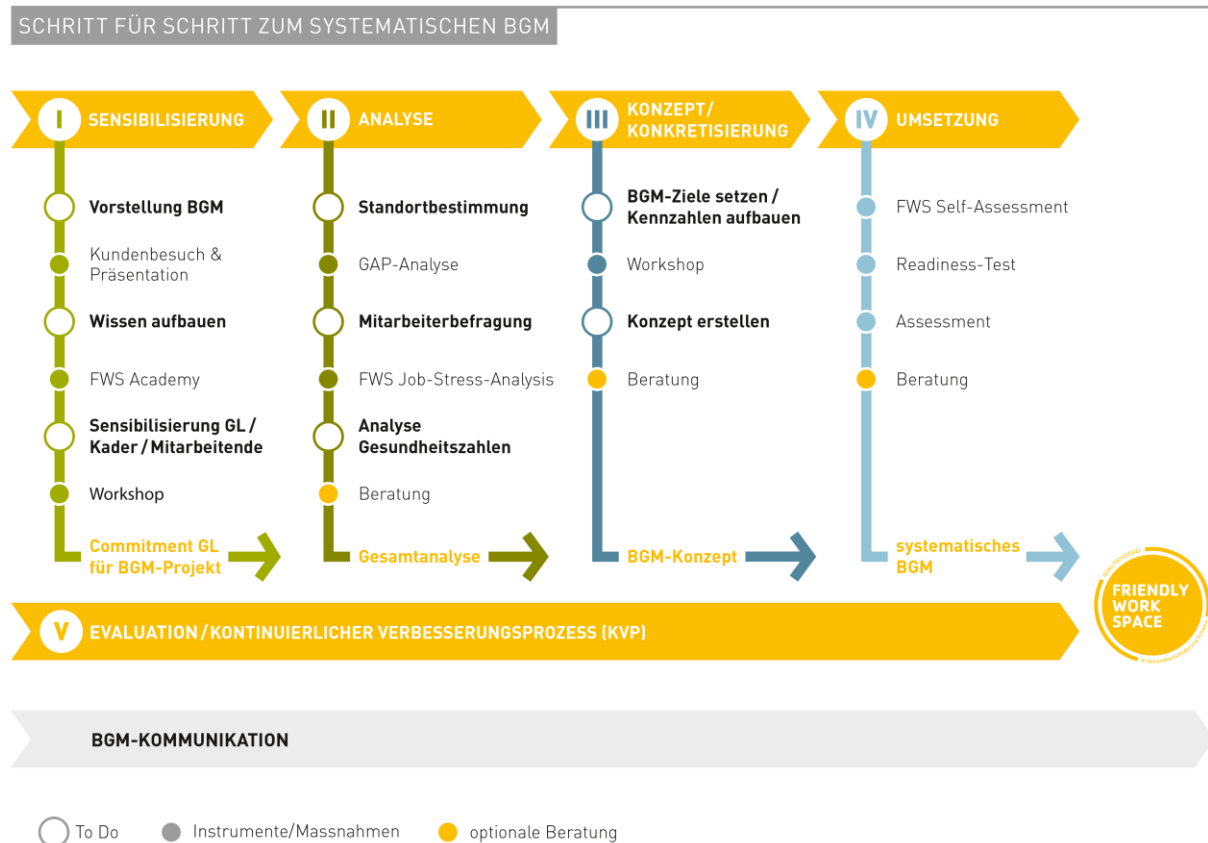 SCHRITT FÜR SCHRITT ZUM SYSTEMATISCHEN BGM
I SENSIBILISIERUNG
Vorstellung BGM
Kundenbesuch &
Präsentation
Wissen aufbauen
FWS Academy
Sensibilisierung GL /
Kader / Mitarbeitende
Workshop
Commitment GL
für BGM-Projekt
II ANALYSE
Standortbestimmung
GAP-Analyse
Mitarbeiterbefragung
FWS Job-Stress-Analysis
Analyse
Gesundheitszahlen
Beratung
Gesamtanalyse
III KONZEPT/
KONKRETISIERUNG
BGM-Ziele setzen /
Kennzahlen aufbauen
Workshop
Konzept erstellen
Beratung
BGM-Konzept
IV UMSETZUNG
FWS Self-Assessment
Readiness-Test
Assessment
Beratung
systematisches
BGM
FRIENDLY
WORK
SPACE
V EVALUATION / KONTINUIERLICHER VERBESSERUNGSPROZESS (KVP)
BGM-KOMMUNIKATION
To Do
Instrumente/Massnahmen
optionale Beratung